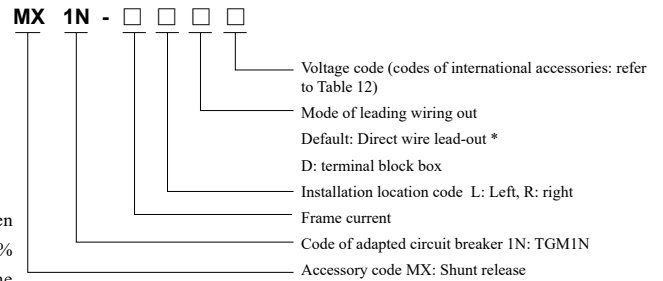 MX 1N - □ □ □ □
Voltage code (codes of international accessories: refer
to Table 12)
Mode of leading wiring out
Default: Direct wire lead-out *
D: terminal block box
Installation location code L: Left, R: right
Frame current
Code of adapted circuit breaker 1N: TGM1N
Accessory code MX: Shunt release
en
%